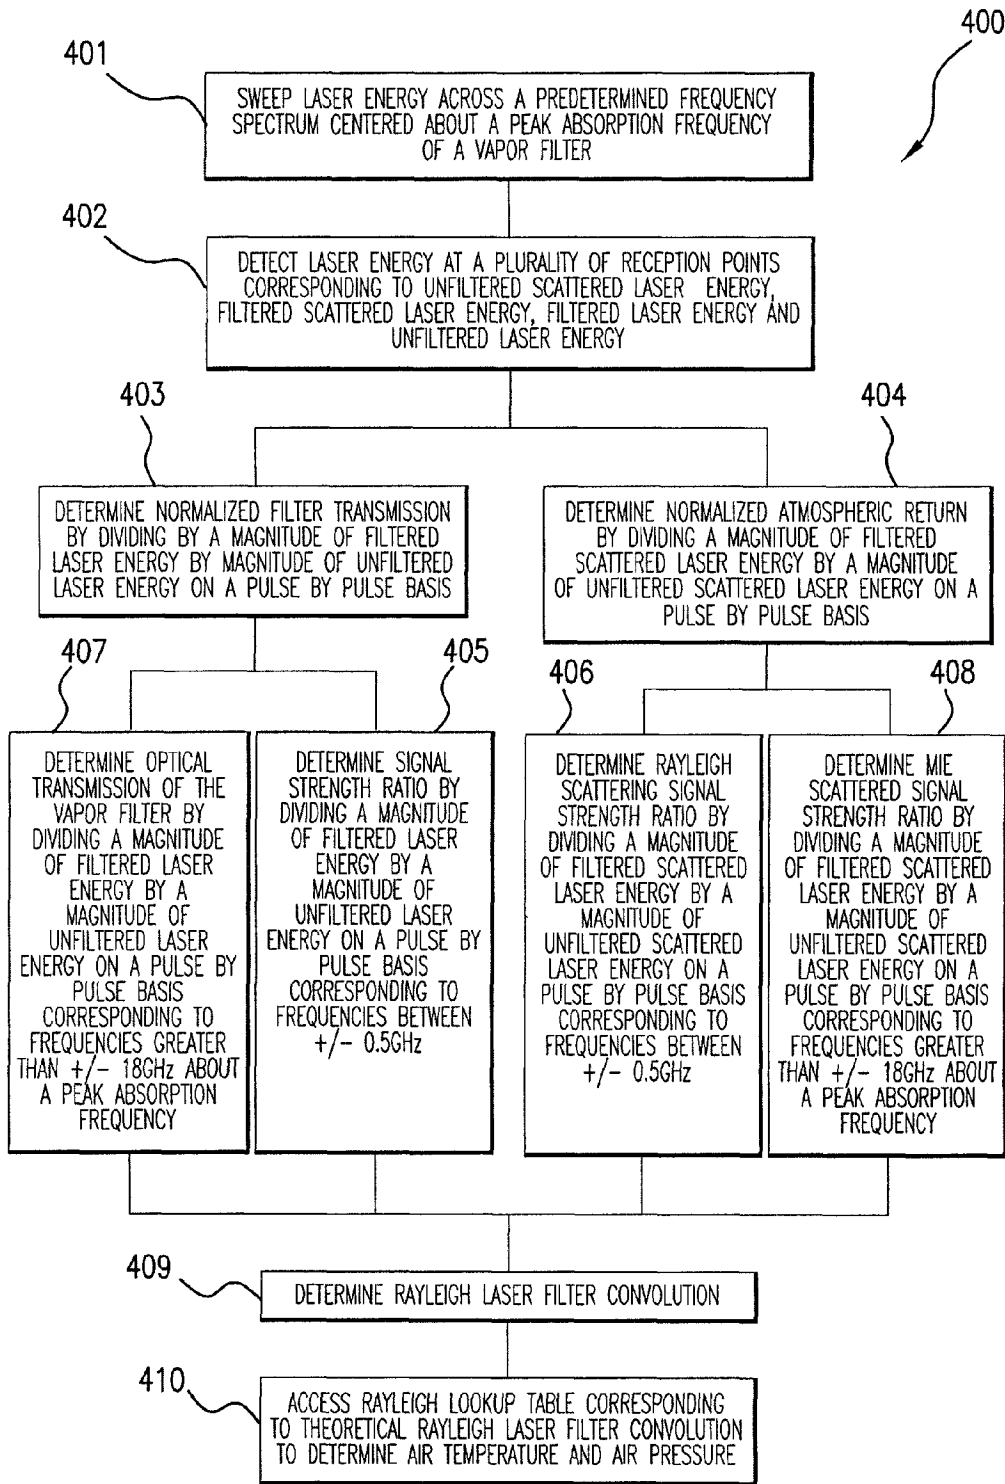 400
401
SWEEP LASER ENERGY ACROSS A PREDETERMINED FREQUENCY
SPECTRUM CENTERED ABOUT A PEAK ABSORPTION FREQUENCY
OF A VAPOR FILTER
402
DETECT LASER ENERGY AT A PLURALITY OF RECEPTION POINTS
CORRESPONDING TO UNFILTERED SCATTERED LASER ENERGY,
FILTERED SCATTERED LASER ENERGY, FILTERED LASER ENERGY AND
UNFILTERED LASER ENERGY
403
DETERMINE NORMALIZED FILTER TRANSMISSION
BY DIVIDING BY A MAGNITUDE OF FILTERED
LASER ENERGY BY MAGNITUDE OF UNFILTERED
LASER ENERGY ON A PULSE BY PULSE BASIS
404
DETERMINE NORMALIZED ATMOSPHERIC RETURN
BY DIVIDING A MAGNITUDE OF FILTERED
SCATTERED LASER ENERGY BY A MAGNITUDE
OF UNFILTERED SCATTERED LASER ENERGY ON A
PULSE BY PULSE BASIS
407
DETERMINE OPTICAL
TRANSMISSION OF THE
VAPOR FILTER BY
DIVIDING A MAGNITUDE
OF FILTERED LASER
ENERGY BY A
MAGNITUDE OF
UNFILTERED LASER
ENERGY ON A PULSE BY
PULSE BASIS
CORRESPONDING TO
FREQUENCIES GREATER
THAN +/- 18GHz ABOUT
A PEAK ABSORPTION
FREQUENCY
405
DETERMINE SIGNAL
STRENGTH RATIO BY
DIVIDING A MAGNITUDE
OF FILTERED LASER
ENERGY BY A
MAGNITUDE OF
UNFILTERED LASER
ENERGY ON A PULSE BY
PULSE BASIS
CORRESPONDING TO
FREQUENCIES BETWEEN
+/- 0.5GHz
406
DETERMINE RAYLEIGH
SCATTERING SIGNAL
STRENGTH RATIO BY
DIVIDING A MAGNITUDE
OF FILTERED SCATTERED
LASER ENERGY BY A
MAGNITUDE OF
UNFILTERED SCATTERED
LASER ENERGY ON A
PULSE BY PULSE BASIS
CORRESPONDING TO
FREQUENCIES BETWEEN
+/- 0.5GHz
408
DETERMINE MIE
SCATTERED SIGNAL
STRENGTH RATIO BY
DIVIDING A MAGNITUDE
OF FILTERED SCATTERED
LASER ENERGY BY A
MAGNITUDE OF
UNFILTERED SCATTERED
LASER ENERGY ON A
PULSE BY PULSE BASIS
CORRESPONDING TO
FREQUENCIES GREATER
THAN +/- 18GHz ABOUT
A PEAK ABSORPTION
FREQUENCY
409
DETERMINE RAYLEIGH LASER FILTER CONVOLUTION
410
ACCESS RAYLEIGH LOOKUP TABLE CORRESPONDING
TO THEORETICAL RAYLEIGH LASER FILTER CONVOLUTION
TO DETERMINE AIR TEMPERATURE AND AIR PRESSURE